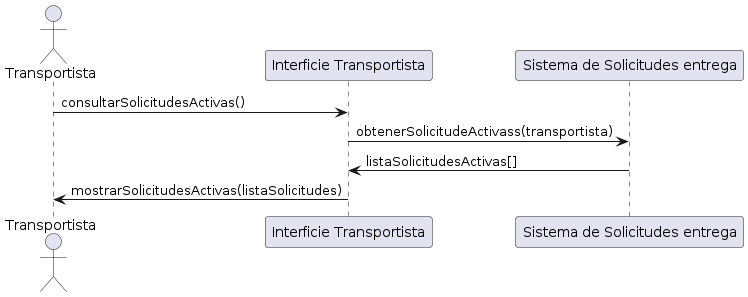 Transportista
Interficie Transportista
Sistema de Solicitudes entrega
consultarSolicitudesActivas()
obtenerSolicitudeActivass(transportista)
listaSolicitudesActivas[]
mostrarSolicitudesActivas(listaSolicitudes)
Transportista
Interficie Transportista
Sistema de Solicitudes entrega